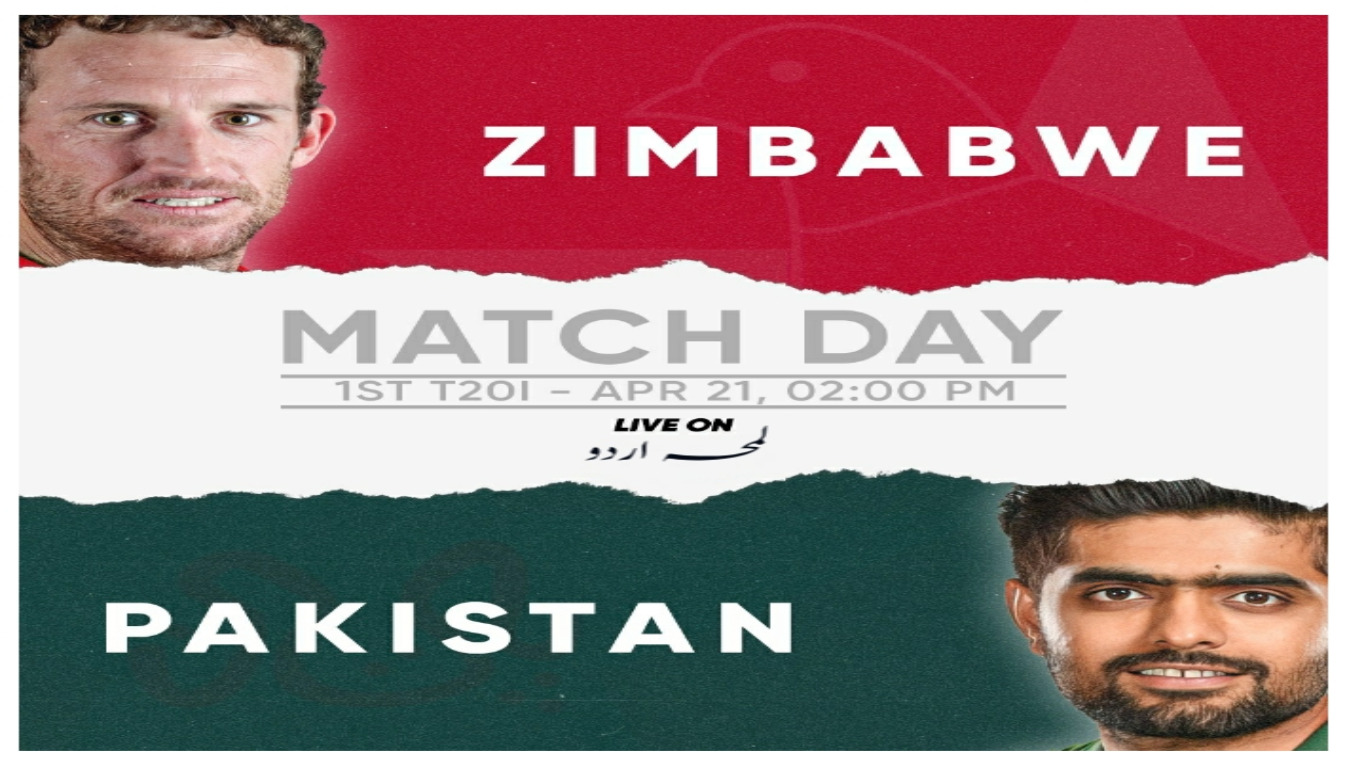 ZIMBABWE
MATCH DAY
1ST T20I - APR 21, 02:00 PM
LIVE ON
لمحہ اردو
PAKISTAN